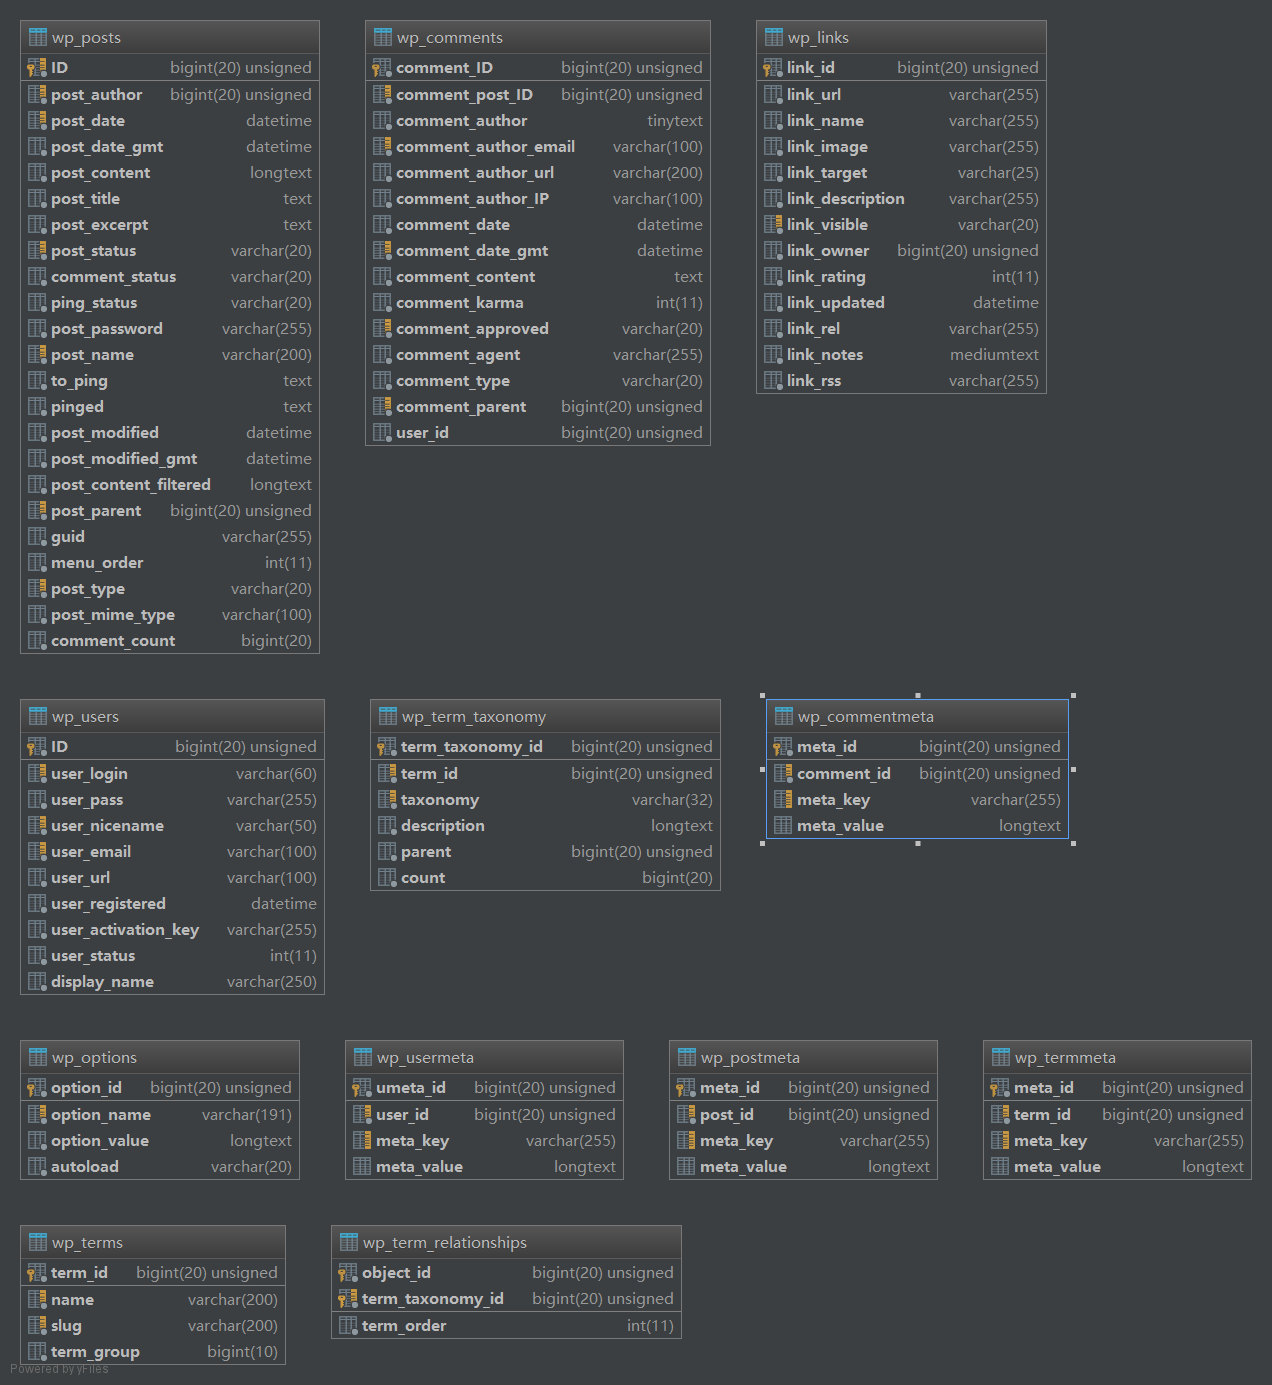 wp_posts
ID bigint(20) unsigned
post_author bigint(20) unsigned
post_date datetime
post_date_gmt datetime
post_content longtext
post_title text
post_excerpt text
post_status varchar(20)
comment_status varchar(20)
ping_status varchar(20)
post_password varchar(255)
post_name varchar(200)
to_ping text
pinged text
post_modified datetime
post_modified_gmt datetime
post_content_filtered longtext
post_parent bigint(20) unsigned
guid varchar(255)
menu_order int(11)
post_type varchar(20)
post_mime_type varchar(100)
comment_count bigint(20)
wp_comments
comment_ID bigint(20) unsigned
comment_post_ID bigint(20) unsigned
comment_author tinytext
comment_author_email varchar(100)
comment_author_url varchar(200)
comment_author_IP varchar(100)
comment_date datetime
comment_date_gmt datetime
comment_content text
comment_karma int(11)
comment_approved varchar(20)
comment_agent varchar(255)
comment_type varchar(20)
comment_parent bigint(20) unsigned
user_id bigint(20) unsigned
wp_links
link_id bigint(20) unsigned
link_url varchar(255)
link_name varchar(255)
link_image varchar(255)
link_target varchar(25)
link_description varchar(255)
link_visible varchar(20)
link_owner bigint(20) unsigned
link_rating int(11)
link_updated datetime
link_rel varchar(255)
link_notes mediumtext
link_rss varchar(255)
wp_users
ID bigint(20) unsigned
user_login varchar(60)
user_pass varchar(255)
user_nicename varchar(50)
user_email varchar(100)
user_url varchar(100)
user_registered datetime
user_activation_key varchar(255)
user_status int(11)
display_name varchar(250)
wp_term_taxonomy
term_taxonomy_id bigint(20) unsigned
term_id bigint(20) unsigned
taxonomy varchar(32)
description longtext
parent bigint(20) unsigned
count bigint(20)
wp_commentmeta
meta_id bigint(20) unsigned
comment_id bigint(20) unsigned
meta_key varchar(255)
meta_value longtext
wp_options
option_id bigint(20) unsigned
option_name varchar(191)
option_value longtext
autoload varchar(20)
wp_usermeta
umeta_id bigint(20) unsigned
user_id bigint(20) unsigned
meta_key varchar(255)
meta_value longtext
wp_postmeta
meta_id bigint(20) unsigned
post_id bigint(20) unsigned
meta_key varchar(255)
meta_value longtext
wp_termmeta
meta_id bigint(20) unsigned
term_id bigint(20) unsigned
meta_key varchar(255)
meta_value longtext
wp_terms
term_id bigint(20) unsigned
name varchar(200)
slug varchar(200)
term_group bigint(10)
wp_term_relationships
object_id bigint(20) unsigned
term_taxonomy_id bigint(20) unsigned
term_order int(11)
Powered by yFiles